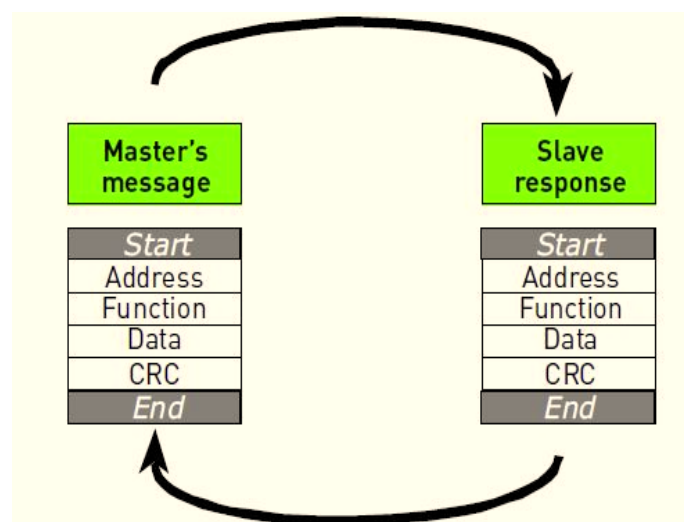 Master's
message
Start
Address
Function
Data
CRC
End
Slave
response
Start
Address
Function
Data
CRC
End